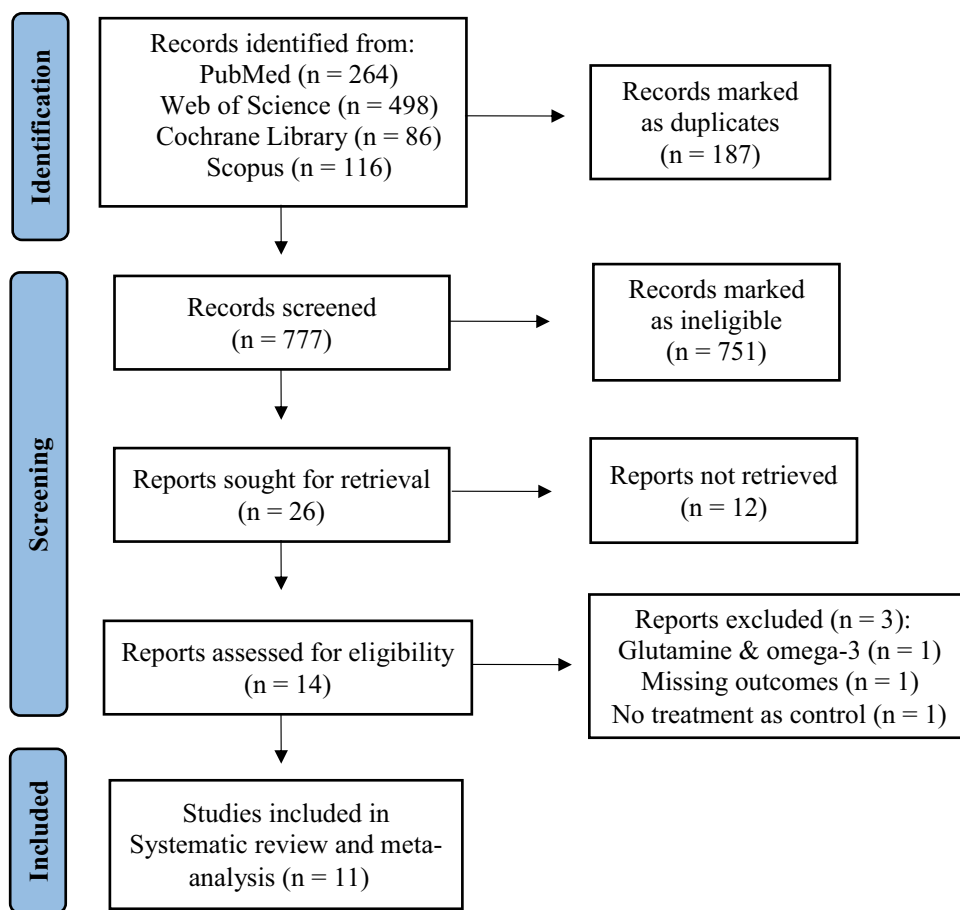 Identification
Records identified from:
PubMed (n = 264)
Web of Science (n = 498)
Cochrane Library (n = 86)
Scopus (n = 116)
Records marked
as duplicates
(n = 187)
Screening
Records screened
(n = 777)
Records marked
as ineligible
(n = 751)
Reports sought for retrieval
(n = 26)
Reports not retrieved
(n = 12)
Reports assessed for eligibility
(n = 14)
Reports excluded (n = 3):
Glutamine & omega-3 (n = 1)
Missing outcomes (n = 1)
No treatment as control (n = 1)
Included
Studies included in
Systematic review and meta-
analysis (n = 11)